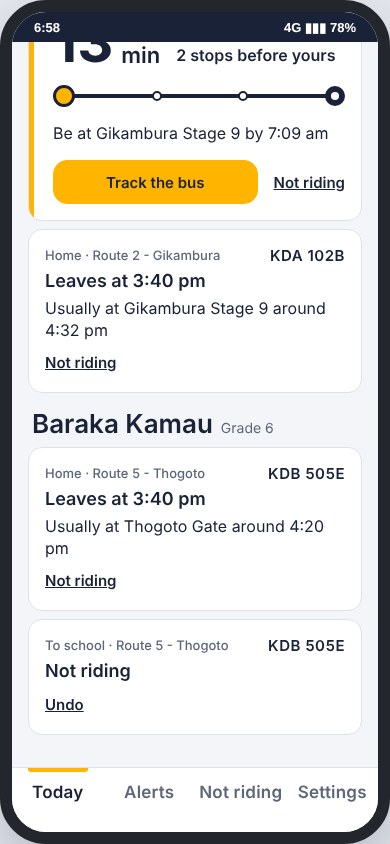 6:58
4G 78%
13 min 2 stops before yours
Be at Gikambura Stage 9 by 7:09 am
Track the bus Not riding
Home · Route 2 - Gikambura KDA 102B
Leaves at 3:40 pm
Usually at Gikambura Stage 9 around
4:32 pm
Not riding
Baraka Kamau Grade 6
Home · Route 5 - Thogoto KDB 505E
Leaves at 3:40 pm
Usually at Thogoto Gate around 4:20
pm
Not riding
To school · Route 5 - Thogoto KDB 505E
Not riding
Undo
Today Alerts Not riding Settings